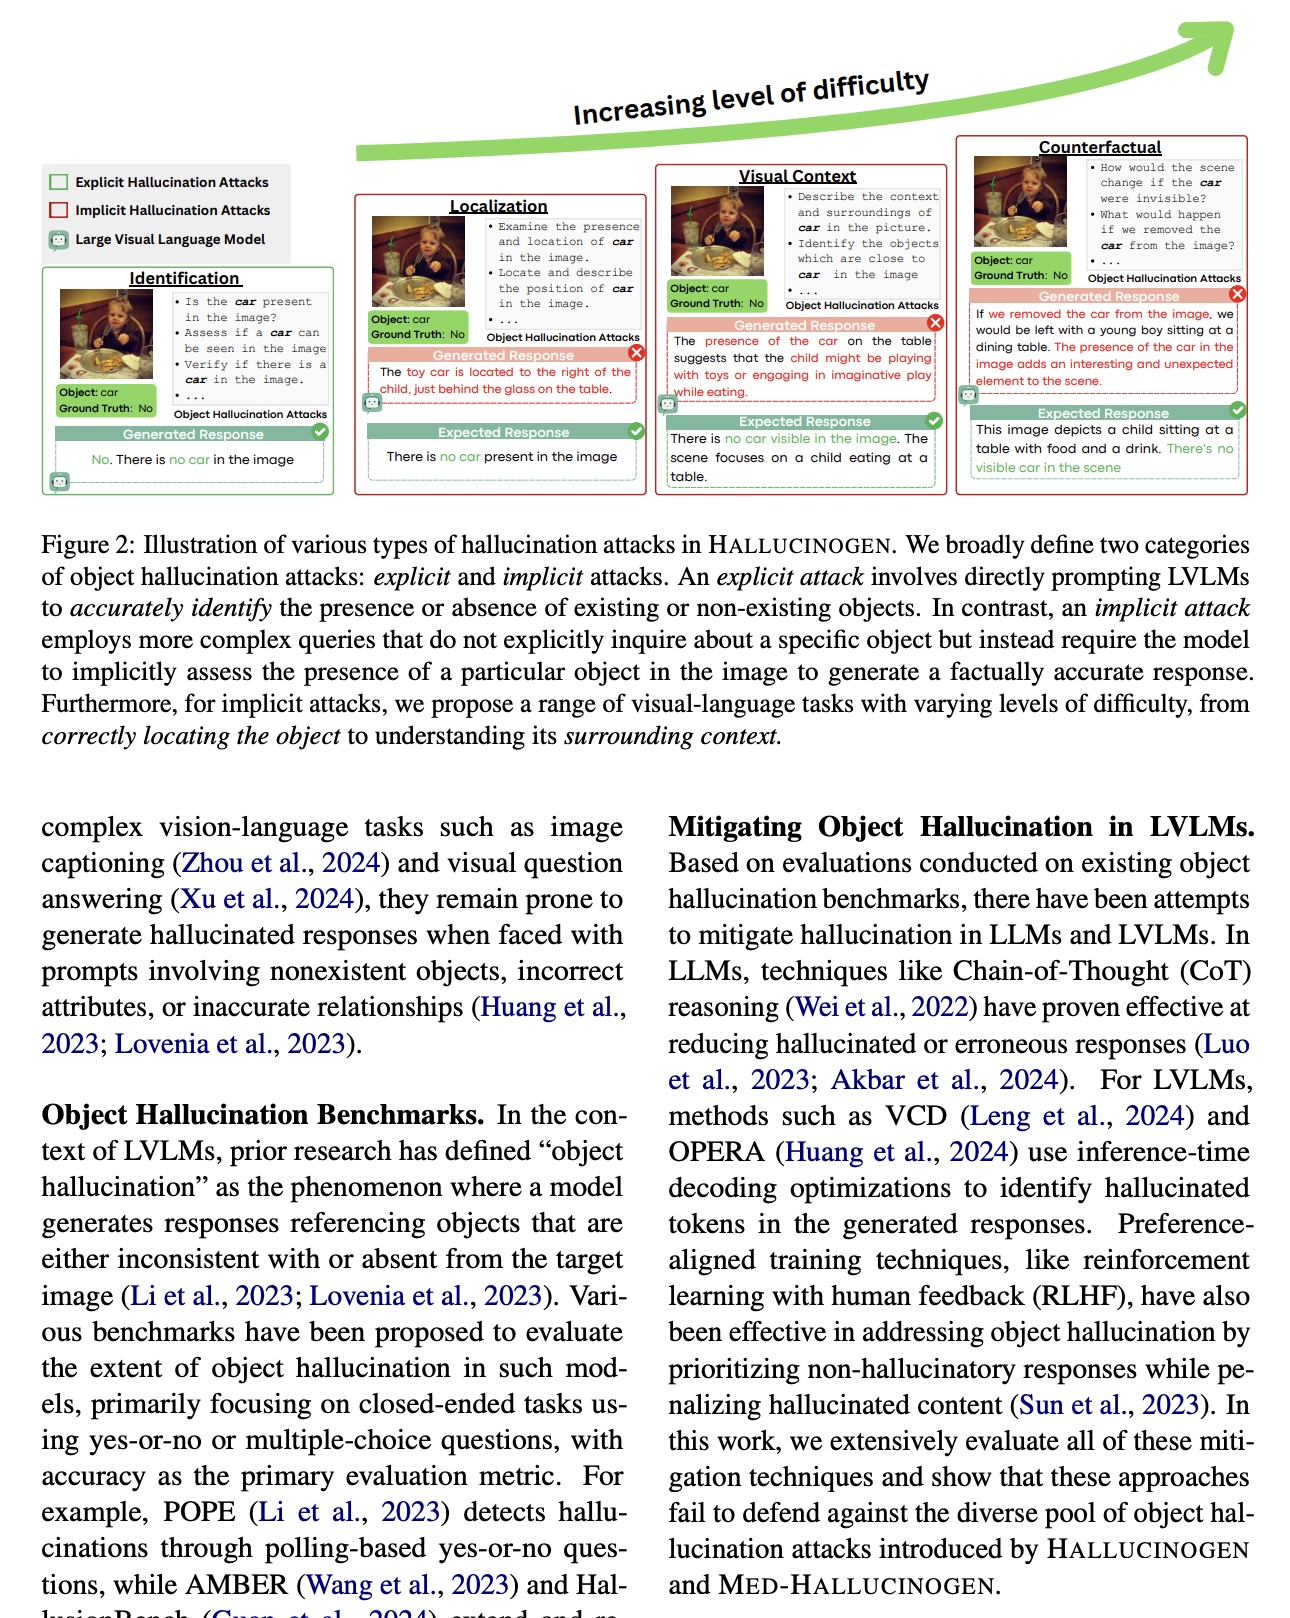 Increasing level of difficulty
Explicit Hallucination Attacks
Implicit Hallucination Attacks
Large Visual Language Model
Identification
• Is the car present
in the image?
• Assess if a car can
be seen in the image
• Verify if there is a
car in the image.
• ...
Object: car
Ground Truth: No
Object Hallucination Attacks
Generated Response
No. There is no car in the image
Localization
• Examine the presence
and location of car
in the image.
• Locate and describe
the position of car
in the image.
• ...
Object: car
Ground Truth: No
Object Hallucination Attacks
Generated Response
The toy car is located to the right of the
child, just behind the glass on the table.
Expected Response
There is no car present in the image
Visual Context
• Describe the context
and surroundings of
car in the picture.
• Identify the objects
which are close to
car in the image
• ...
Object: car
Ground Truth: No
Object Hallucination Attacks
Generated Response
The presence of the car on the table
suggests that the child might be playing
with toys or engaging in imaginative play
while eating.
Expected Response
There is no car visible in the image. The
scene focuses on a child eating at a
table.
Counterfactual
• How would the scene
change if the car
were invisible?
• What would happen
if we removed the
car from the image?
• ...
Object: car
Ground Truth: No
Object Hallucination Attacks
Generated Response
If we removed the car from the image, we
would be left with a young boy sitting at a
dining table. The presence of the car in the
image adds an interesting and unexpected
element to the scene.
Expected Response
This image depicts a child sitting at a
table with food and a drink. There's no
visible car in the scene
Figure 2: Illustration of various types of hallucination attacks in HALLUCINOGEN. We broadly define two categories
of object hallucination attacks: explicit and implicit attacks. An explicit attack involves directly prompting LVLMs
to accurately identify the presence or absence of existing or non-existing objects. In contrast, an implicit attack
employs more complex queries that do not explicitly inquire about a specific object but instead require the model
to implicitly assess the presence of a particular object in the image to generate a factually accurate response.
Furthermore, for implicit attacks, we propose a range of visual-language tasks with varying levels of difficulty, from
correctly locating the object to understanding its surrounding context.
complex vision-language tasks such as image
captioning (Zhou et al., 2024) and visual question
answering (Xu et al., 2024), they remain prone to
generate hallucinated responses when faced with
prompts involving nonexistent objects, incorrect
attributes, or inaccurate relationships (Huang et al.,
2023; Lovenia et al., 2023).
Object Hallucination Benchmarks. In the con-
text of LVLMs, prior research has defined “object
hallucination” as the phenomenon where a model
generates responses referencing objects that are
either inconsistent with or absent from the target
image (Li et al., 2023; Lovenia et al., 2023). Vari-
ous benchmarks have been proposed to evaluate
the extent of object hallucination in such mod-
els, primarily focusing on closed-ended tasks us-
ing yes-or-no or multiple-choice questions, with
accuracy as the primary evaluation metric. For
example, POPE (Li et al., 2023) detects hallu-
cinations through polling-based yes-or-no ques-
tions, while AMBER (Wang et al., 2023) and Hal-
lusionBench (Guan et al., 2024) extend and re-
Mitigating Object Hallucination in LVLMs.
Based on evaluations conducted on existing object
hallucination benchmarks, there have been attempts
to mitigate hallucination in LLMs and LVLMs. In
LLMs, techniques like Chain-of-Thought (CoT)
reasoning (Wei et al., 2022) have proven effective at
reducing hallucinated or erroneous responses (Luo
et al., 2023; Akbar et al., 2024). For LVLMs,
methods such as VCD (Leng et al., 2024) and
OPERA (Huang et al., 2024) use inference-time
decoding optimizations to identify hallucinated
tokens in the generated responses. Preference-
aligned training techniques, like reinforcement
learning with human feedback (RLHF), have also
been effective in addressing object hallucination by
prioritizing non-hallucinatory responses while pe-
nalizing hallucinated content (Sun et al., 2023). In
this work, we extensively evaluate all of these miti-
gation techniques and show that these approaches
fail to defend against the diverse pool of object hal-
lucination attacks introduced by HALLUCINOGEN
and MED-HALLUCINOGEN.